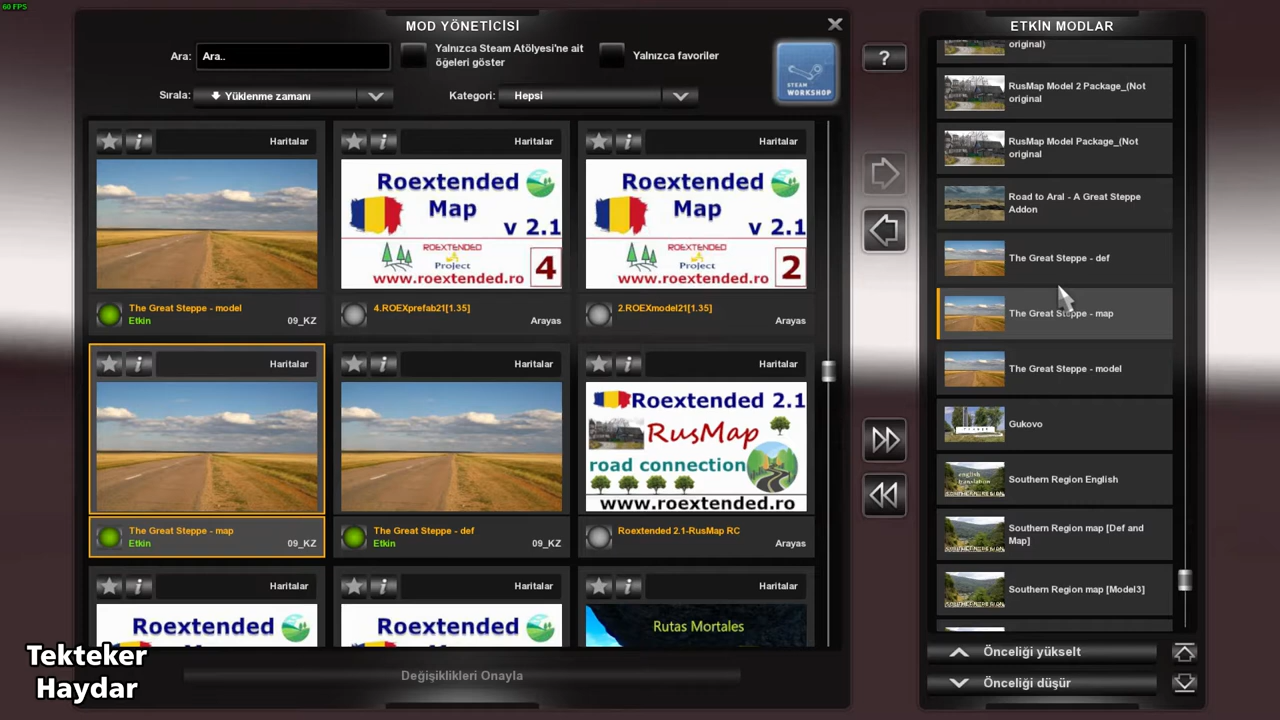 60 FPS
MOD YÖNETİCİSİ
Ara:
Ara..
Yalnızca Steam Atölyesi'ne ait
öğeleri göster
Yalnızca favoriler
STEAM
WORKSHOP
Sırala:
Yüklenme zamanı
Kategori:
Hepsi
Haritalar
Haritalar
Haritalar
Roextended
Map
v 2.1
ROEXTENDED
Project
4
www.roextended.ro
Roextended
Map
v 2.1
ROEXTENDED
Project
2
www.roextended.ro
The Great Steppe - model
Etkin
09_KZ
4.ROEXprefab21[1.35]
Arayas
2.ROEXmodel21[1.35]
Arayas
Haritalar
Haritalar
Haritalar
Roextended 2.1
RusMap
road connection
www.roextended.ro
The Great Steppe - map
Etkin
09_KZ
The Great Steppe - def
Etkin
09_KZ
Roextended 2.1-RusMap RC
Arayas
Haritalar
Haritalar
Haritalar
Roextended
Roextended
Rutas Mortales
Değişiklikleri Onayla
?
ETKİN MODLAR
original)
RusMap Model 2 Package_(Not
original
RusMap Model Package_(Not
original
Road to Aral - A Great Steppe
Addon
The Great Steppe - def
The Great Steppe - map
The Great Steppe - model
Gukovo
english
translation
Southern Region English
Southern Region map [Def and
Map]
Southern Region map [Model3]
Önceliği yükselt
Önceliği düşür
Tekteker
Haydar